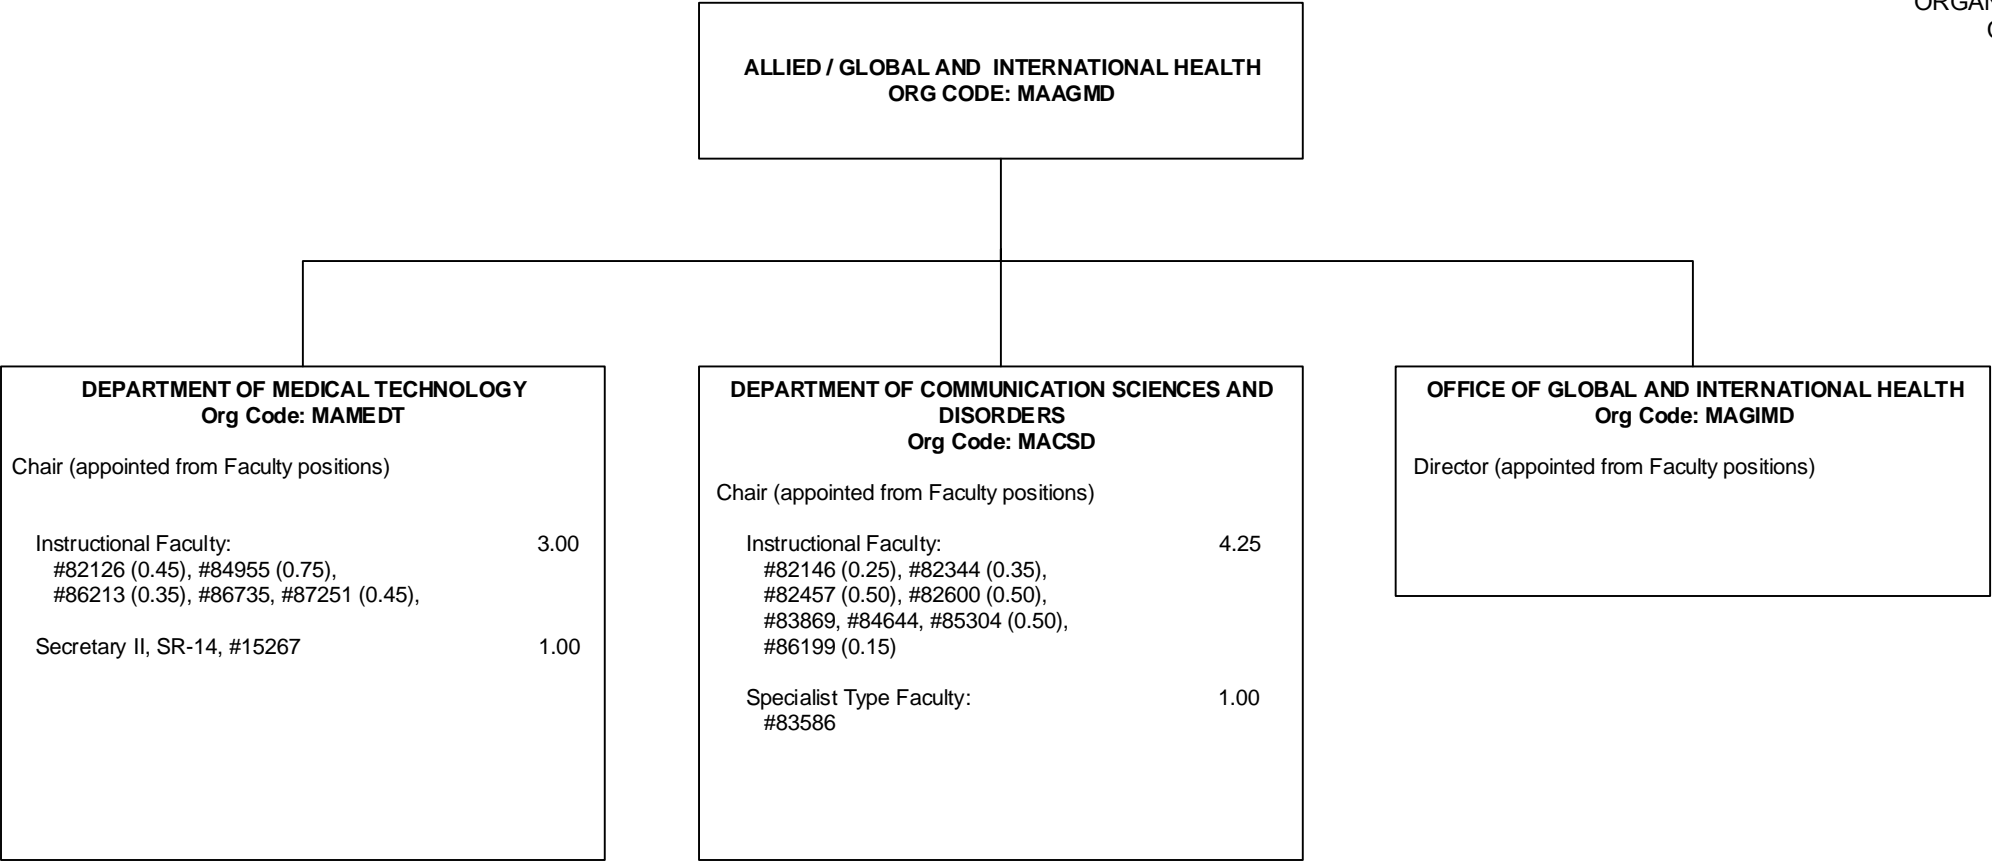 ALLIED / GLOBAL AND INTERNATIONAL HEALTH
ORG CODE: MAAGMD
DEPARTMENT OF MEDICAL TECHNOLOGY
Org Code: MAMEDT
Chair (appointed from Faculty positions)
Instructional Faculty: 3.00
#82126 (0.45), #84955 (0.75),
#86213 (0.35), #86735, #87251 (0.45),
Secretary II, SR-14, #15267 1.00
DEPARTMENT OF COMMUNICATION SCIENCES AND
DISORDERS
Org Code: MACSD
Chair (appointed from Faculty positions)
Instructional Faculty: 4.25
#82146 (0.25), #82344 (0.35),
#82457 (0.50), #82600 (0.50),
#83869, #84644, #85304 (0.50),
#86199 (0.15)
Specialist Type Faculty: 1.00
#83586
OFFICE OF GLOBAL AND INTERNATIONAL HEALTH
Org Code: MAGIMD
Director (appointed from Faculty positions)